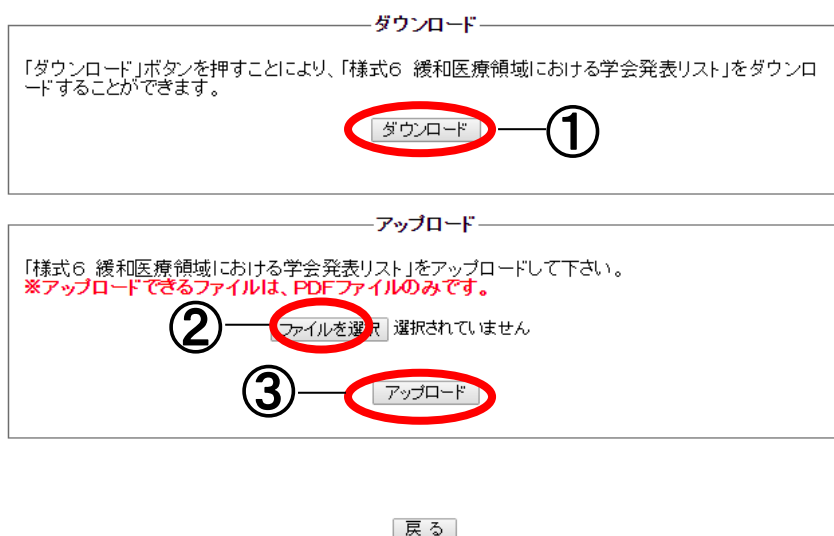 ダウンロード
「ダウンロード」ボタンを押すことにより、「様式6 緩和医療領域における学会発表リスト」をダウンロ
ードすることができます。
ダウンロード ①
アップロード
「様式6 緩和医療領域における学会発表リスト」をアップロードして下さい。
※アップロードできるファイルは、PDFファイルのみです。
② ファイルを選択 選択されていません
③ アップロード
戻る